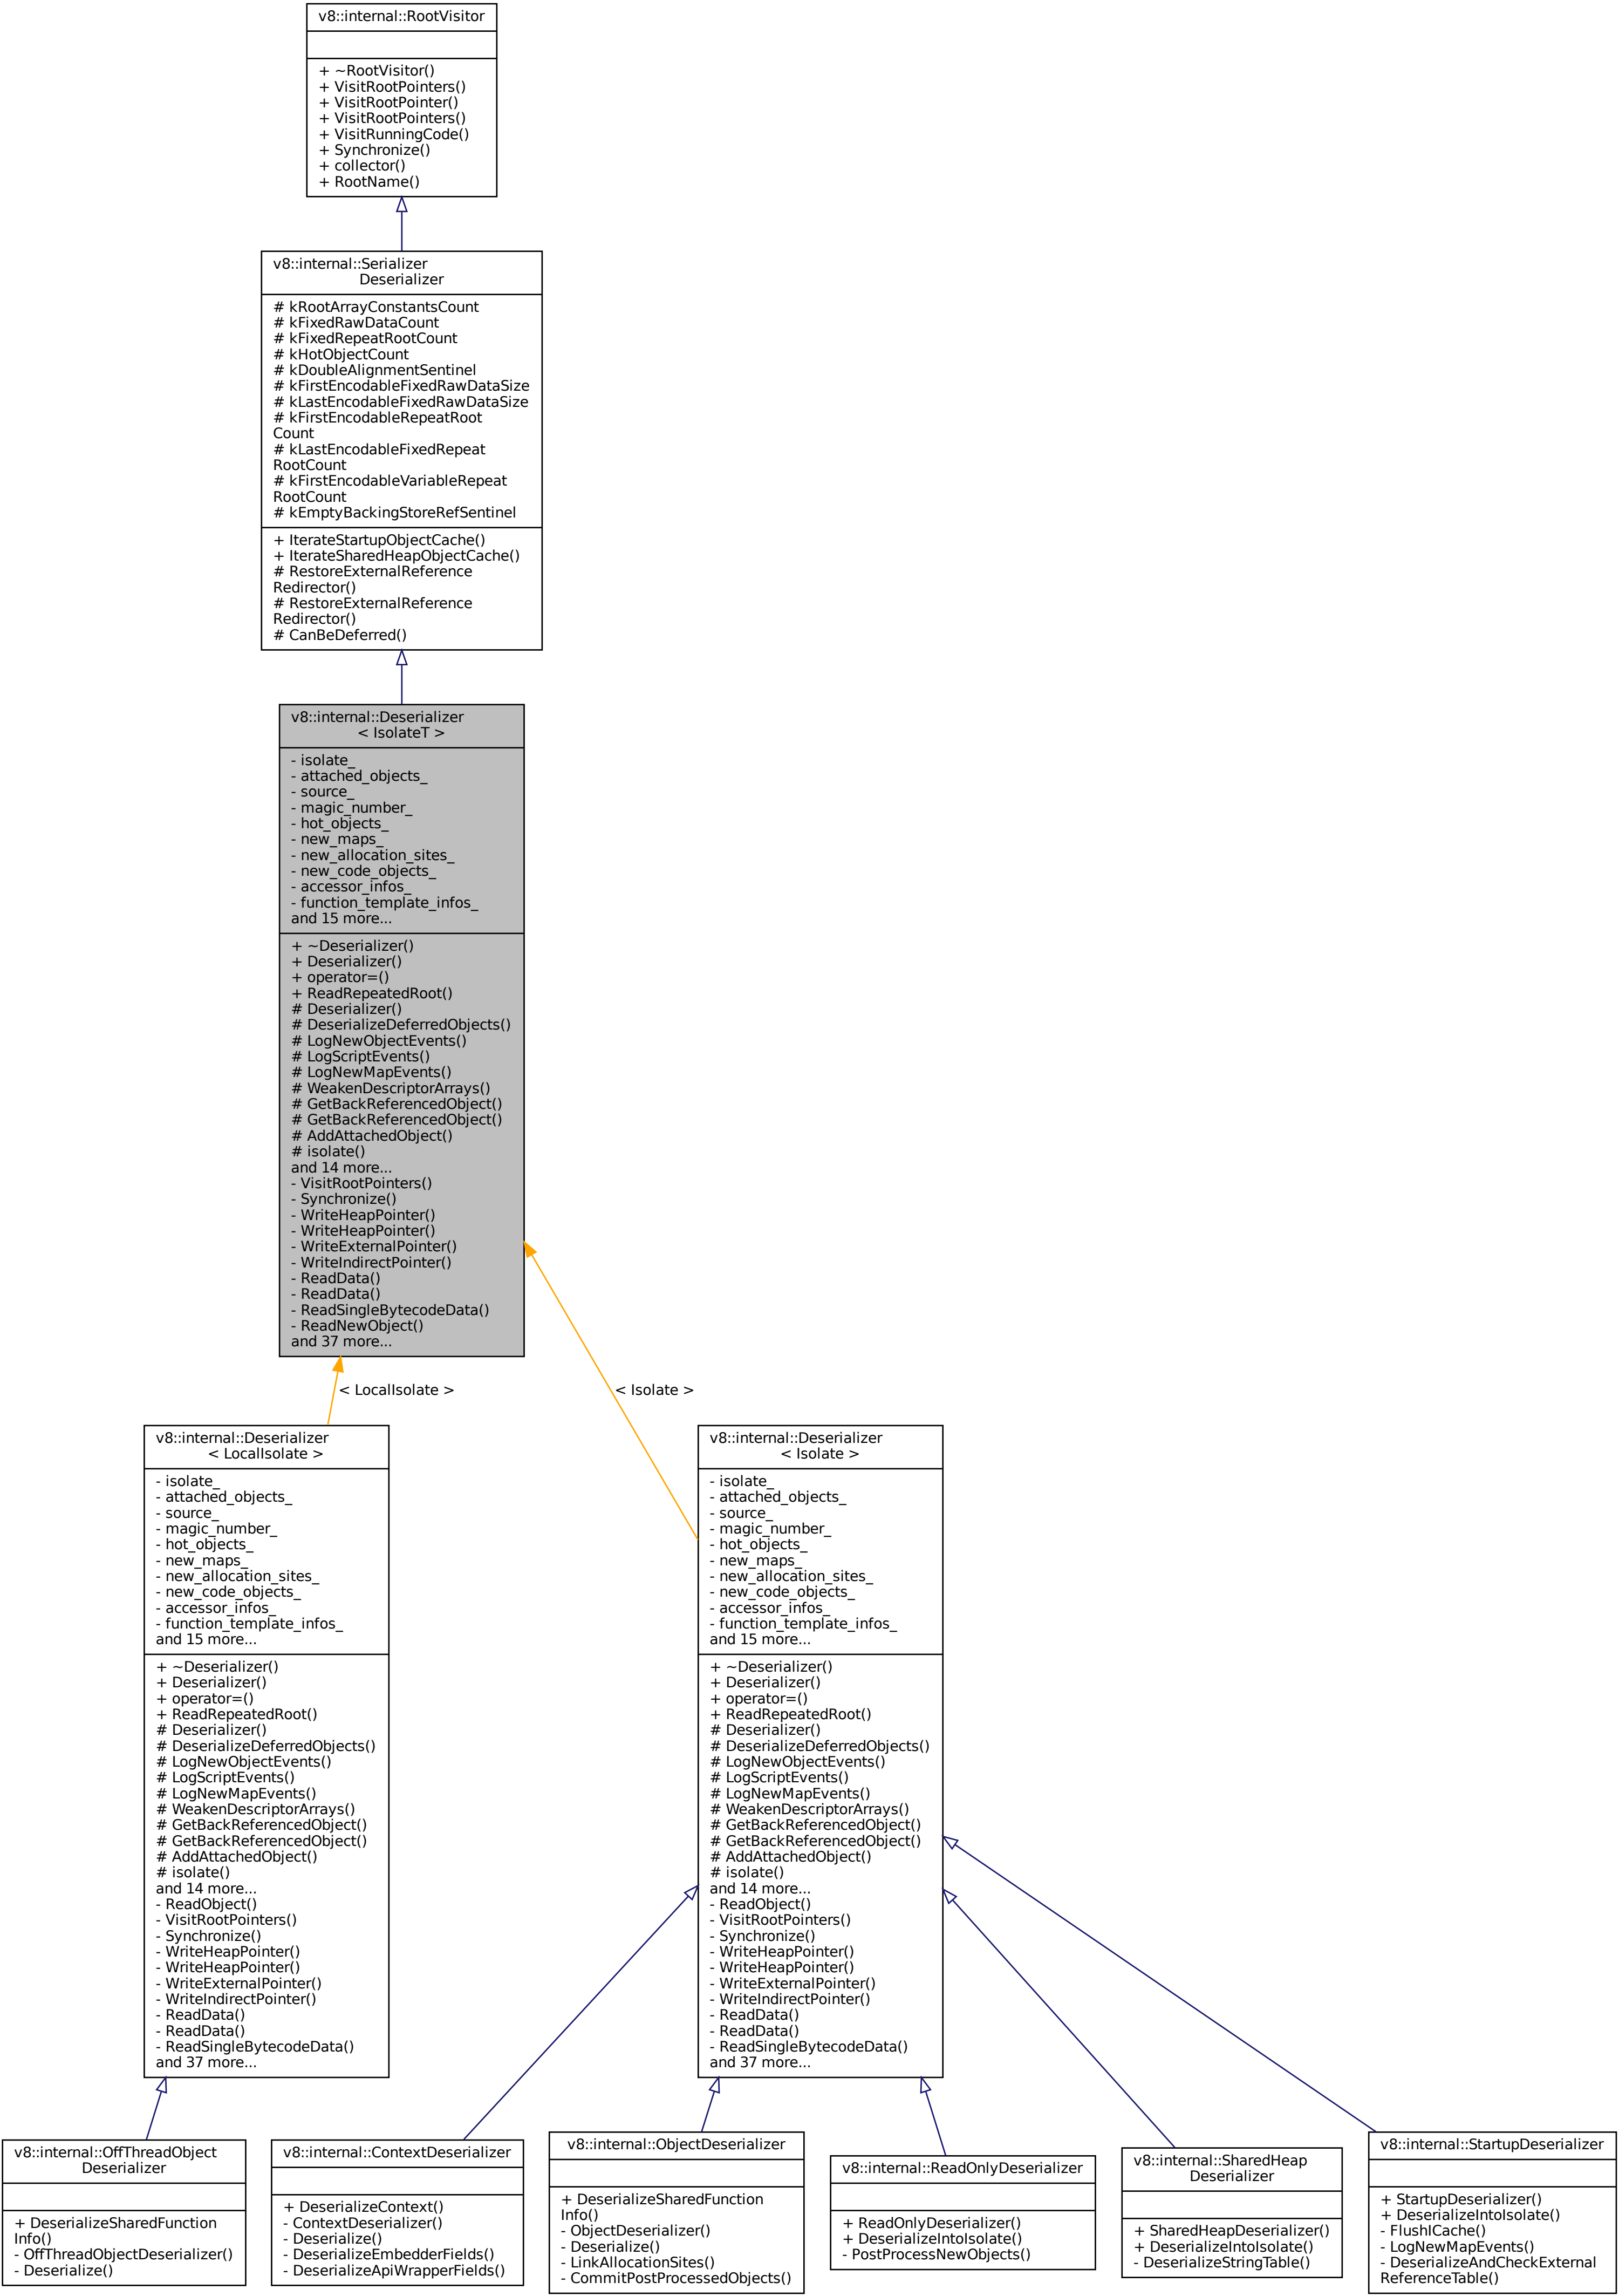 v8::internal::RootVisitor
+ ~RootVisitor()
+ VisitRootPointers()
+ VisitRootPointer()
+ VisitRootPointers()
+ VisitRunningCode()
+ Synchronize()
+ collector()
+ RootName()
v8::internal::Serializer
Deserializer
# kRootArrayConstantsCount
# kFixedRawDataCount
# kFixedRepeatRootCount
# kHotObjectCount
# kDoubleAlignmentSentinel
# kFirstEncodableFixedRawDataSize
# kLastEncodableFixedRawDataSize
# kFirstEncodableRepeatRoot
Count
# kLastEncodableFixedRepeat
RootCount
# kFirstEncodableVariableRepeat
RootCount
# kEmptyBackingStoreRefSentinel
+ IterateStartupObjectCache()
+ IterateSharedHeapObjectCache()
# RestoreExternalReference
Redirector()
# RestoreExternalReference
Redirector()
# CanBeDeferred()
v8::internal::Deserializer
< IsolateT >
- isolate_
- attached_objects_
- source_
- magic_number_
- hot_objects_
- new_maps_
- new_allocation_sites_
- new_code_objects_
- accessor_infos_
- function_template_infos_
and 15 more...
+ ~Deserializer()
+ Deserializer()
+ operator=()
+ ReadRepeatedRoot()
# Deserializer()
# DeserializeDeferredObjects()
# LogNewObjectEvents()
# LogScriptEvents()
# LogNewMapEvents()
# WeakenDescriptorArrays()
# GetBackReferencedObject()
# GetBackReferencedObject()
# AddAttachedObject()
# isolate()
and 14 more...
- VisitRootPointers()
- Synchronize()
- WriteHeapPointer()
- WriteHeapPointer()
- WriteExternalPointer()
- WriteIndirectPointer()
- ReadData()
- ReadData()
- ReadSingleBytecodeData()
- ReadNewObject()
and 37 more...
< LocalIsolate >
< Isolate >
v8::internal::Deserializer
< LocalIsolate >
- isolate_
- attached_objects_
- source_
- magic_number_
- hot_objects_
- new_maps_
- new_allocation_sites_
- new_code_objects_
- accessor_infos_
- function_template_infos_
and 15 more...
+ ~Deserializer()
+ Deserializer()
+ operator=()
+ ReadRepeatedRoot()
# Deserializer()
# DeserializeDeferredObjects()
# LogNewObjectEvents()
# LogScriptEvents()
# LogNewMapEvents()
# WeakenDescriptorArrays()
# GetBackReferencedObject()
# GetBackReferencedObject()
# AddAttachedObject()
# isolate()
and 14 more...
- ReadObject()
- VisitRootPointers()
- Synchronize()
- WriteHeapPointer()
- WriteHeapPointer()
- WriteExternalPointer()
- WriteIndirectPointer()
- ReadData()
- ReadData()
- ReadSingleBytecodeData()
and 37 more...
v8::internal::Deserializer
< Isolate >
- isolate_
- attached_objects_
- source_
- magic_number_
- hot_objects_
- new_maps_
- new_allocation_sites_
- new_code_objects_
- accessor_infos_
- function_template_infos_
and 15 more...
+ ~Deserializer()
+ Deserializer()
+ operator=()
+ ReadRepeatedRoot()
# Deserializer()
# DeserializeDeferredObjects()
# LogNewObjectEvents()
# LogScriptEvents()
# LogNewMapEvents()
# WeakenDescriptorArrays()
# GetBackReferencedObject()
# GetBackReferencedObject()
# AddAttachedObject()
# isolate()
and 14 more...
- ReadObject()
- VisitRootPointers()
- Synchronize()
- WriteHeapPointer()
- WriteHeapPointer()
- WriteExternalPointer()
- WriteIndirectPointer()
- ReadData()
- ReadData()
- ReadSingleBytecodeData()
and 37 more...
v8::internal::OffThreadObject
Deserializer
+ DeserializeSharedFunction
Info()
- OffThreadObjectDeserializer()
- Deserialize()
v8::internal::ContextDeserializer
+ DeserializeContext()
- ContextDeserializer()
- Deserialize()
- DeserializeEmbedderFields()
- DeserializeApiWrapperFields()
v8::internal::ObjectDeserializer
+ DeserializeSharedFunction
Info()
- ObjectDeserializer()
- Deserialize()
- LinkAllocationSites()
- CommitPostProcessedObjects()
v8::internal::ReadOnlyDeserializer
+ ReadOnlyDeserializer()
+ DeserializeIntoIsolate()
- PostProcessNewObjects()
v8::internal::SharedHeap
Deserializer
+ SharedHeapDeserializer()
+ DeserializeIntoIsolate()
- DeserializeStringTable()
v8::internal::StartupDeserializer
+ StartupDeserializer()
+ DeserializeIntoIsolate()
- FlushICache()
- LogNewMapEvents()
- DeserializeAndCheckExternal
ReferenceTable()